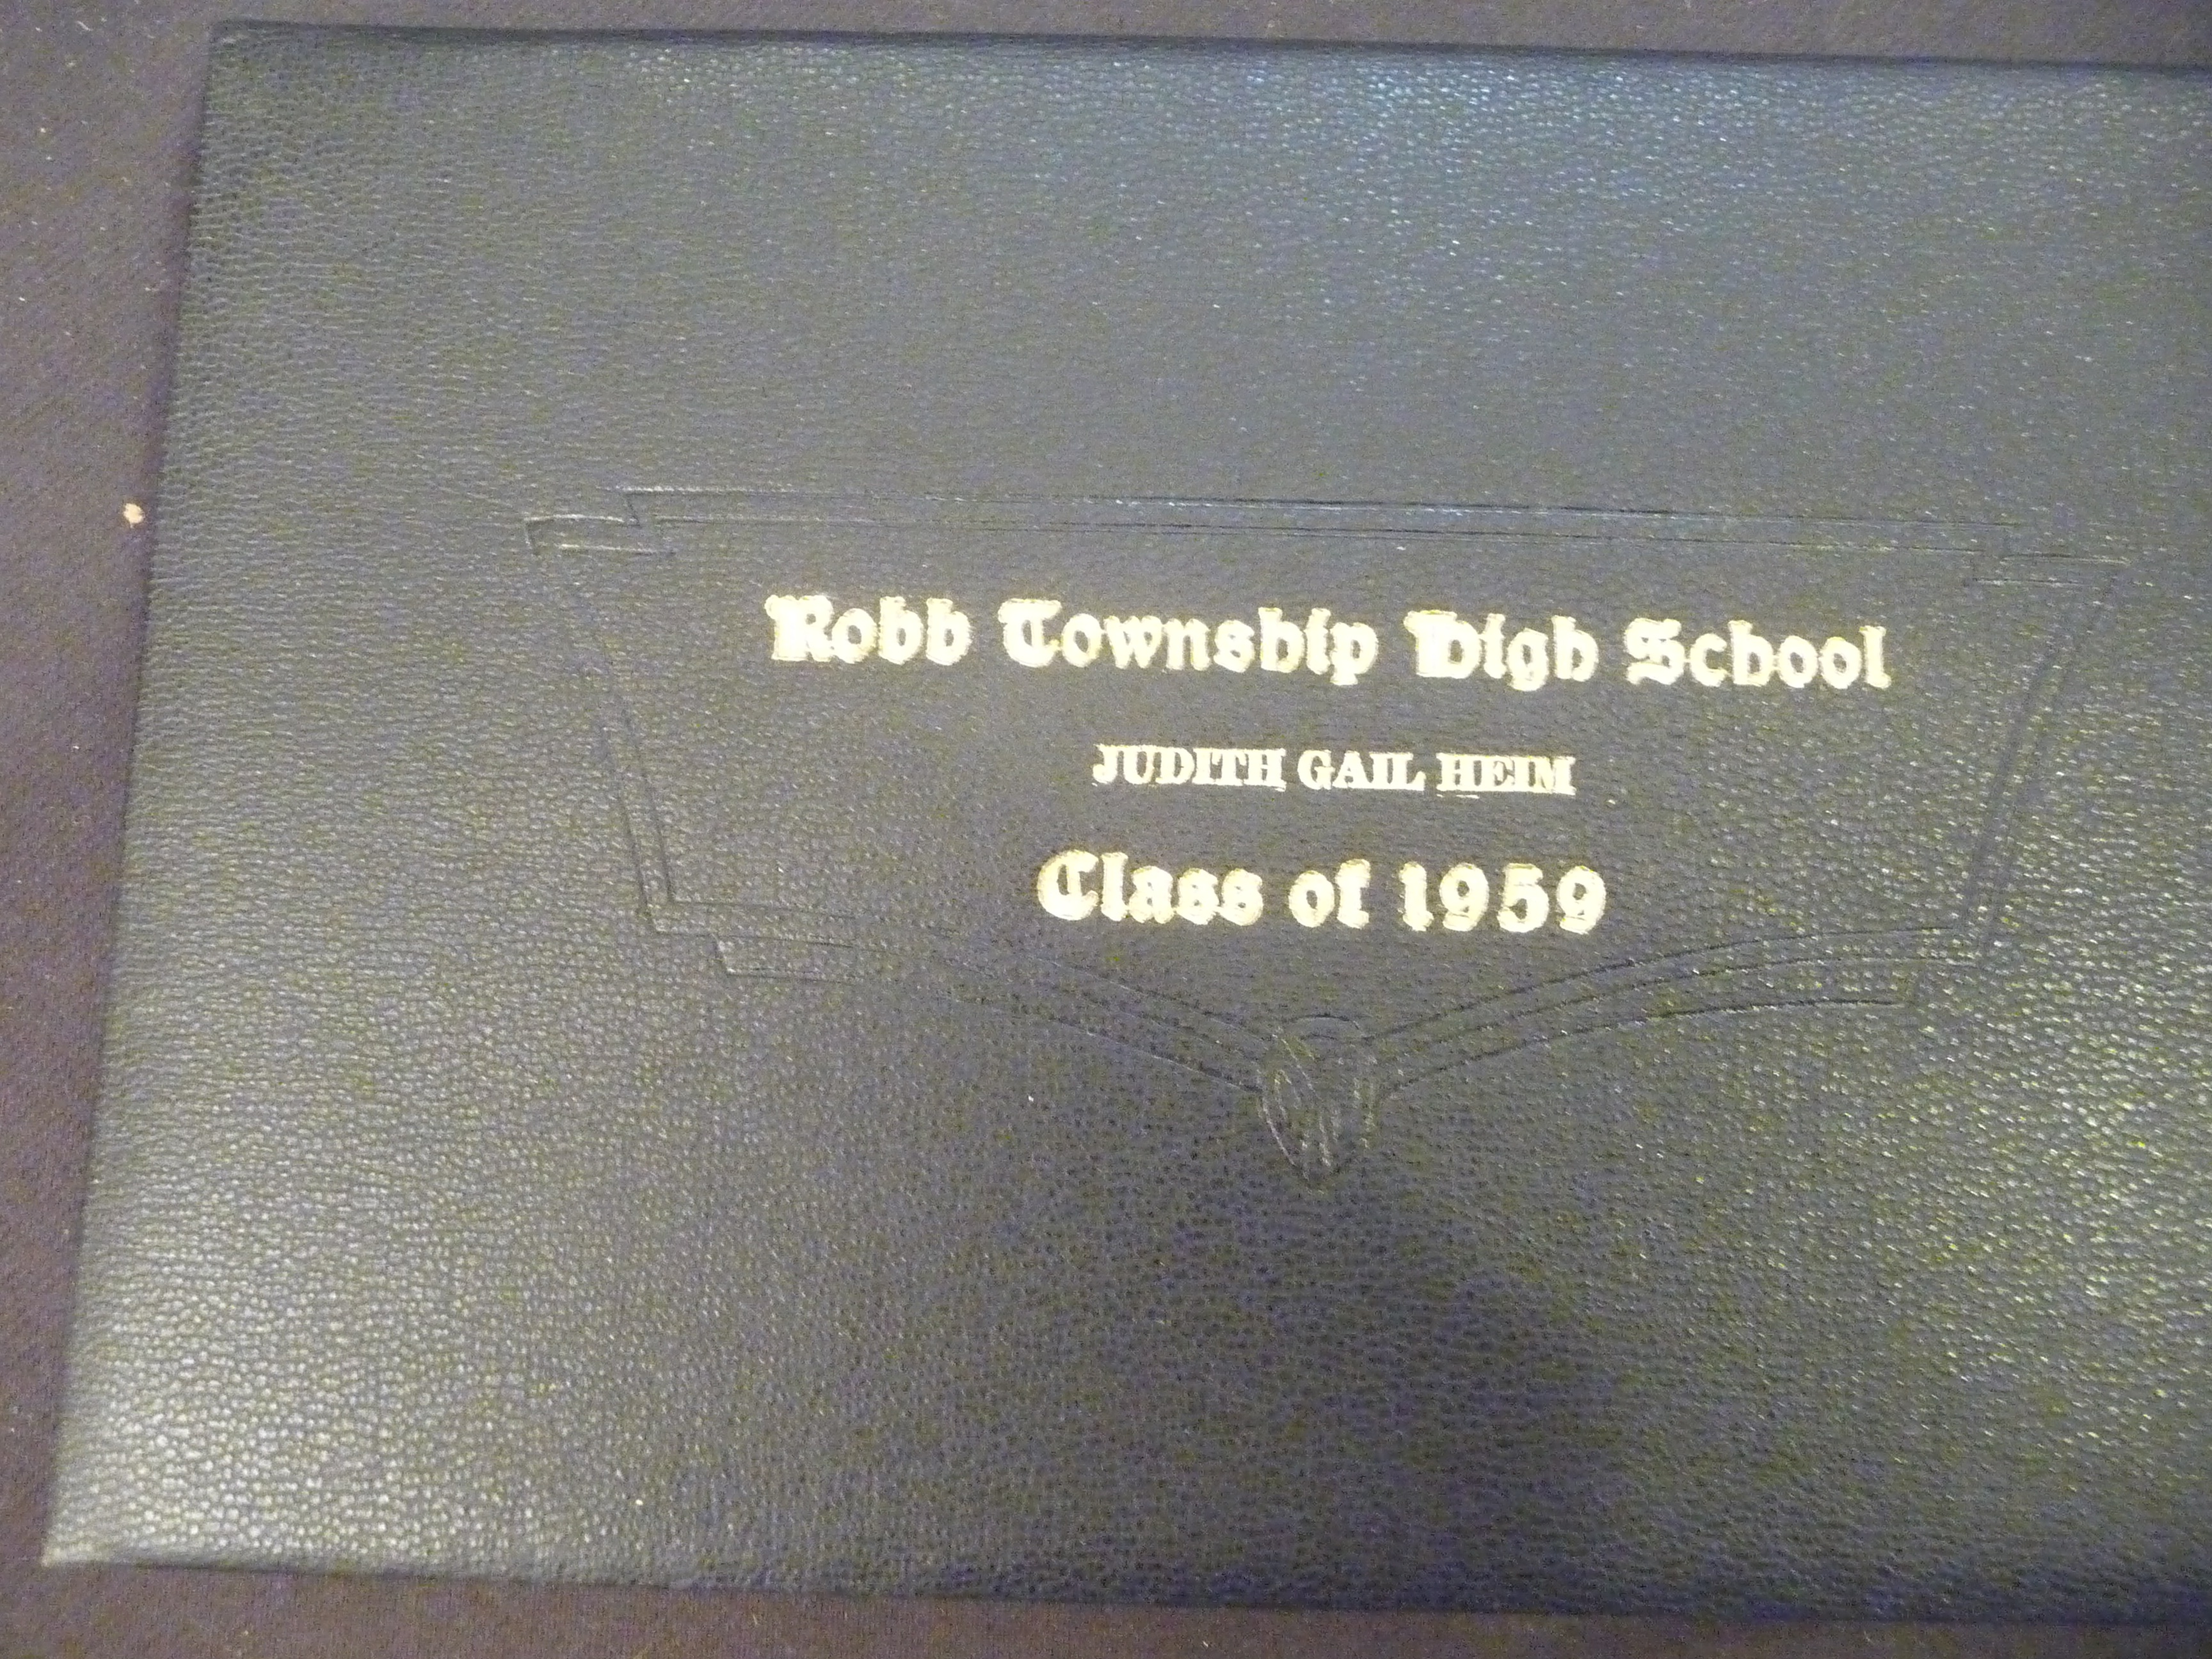 Robb Township High School
JUDITH GAIL HEIM
Class of 1959